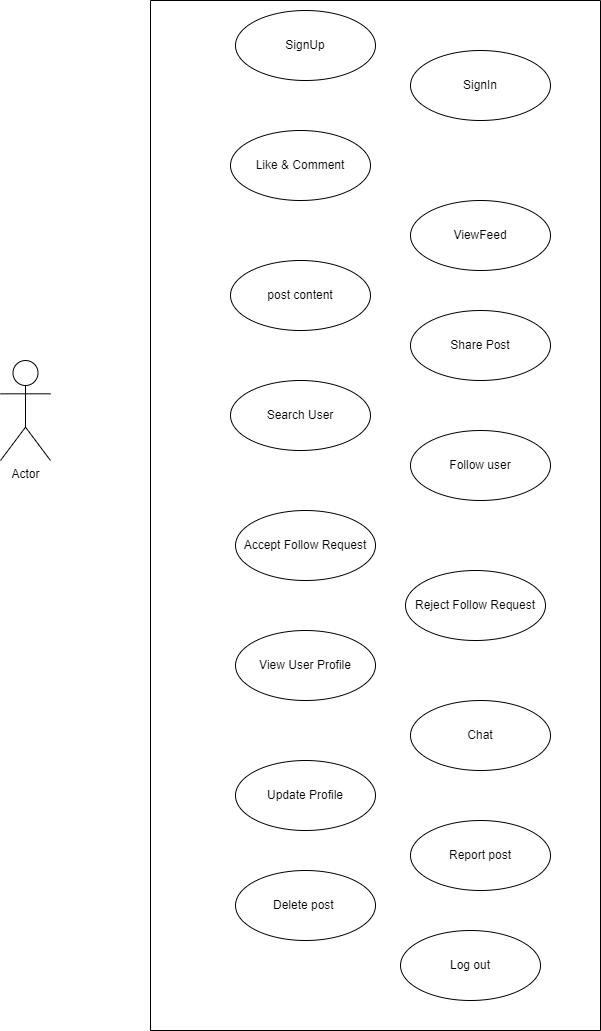 SignUp
SignIn
Like & Comment
ViewFeed
post content
Share Post
Search User
Follow user
Actor
Accept Follow Request
Reject Follow Request
View User Profile
Chat
Update Profile
Report post
Delete post
Log out